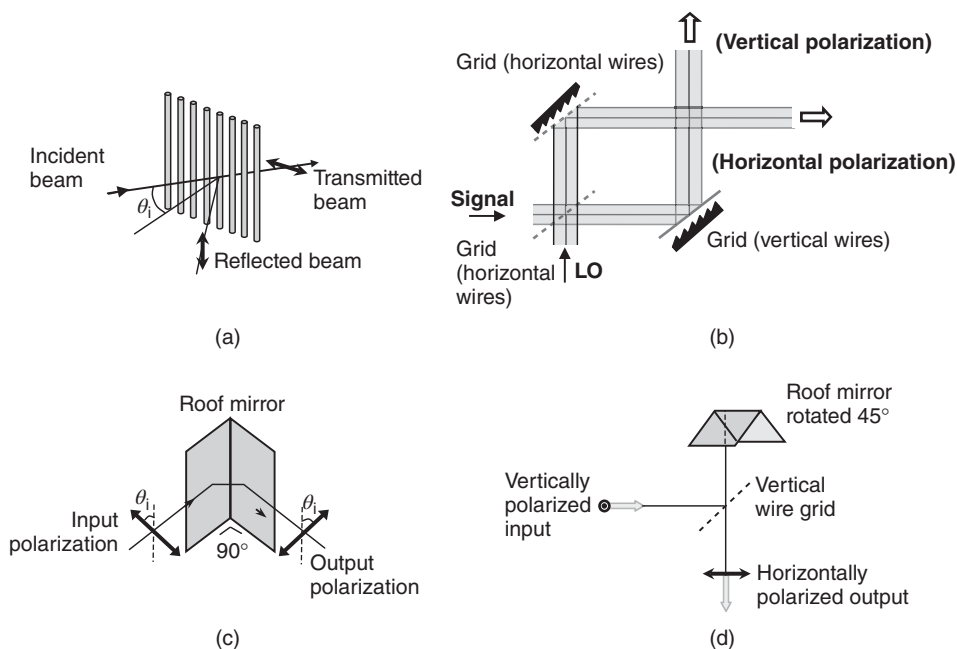 Incident
beam
θi
Transmitted
beam
Reflected beam
(a)
(Vertical polarization)
Grid (horizontal wires)
(Horizontal polarization)
Signal
Grid (vertical wires)
Grid
(horizontal
wires)
LO
(b)
Roof mirror
θi
θi
Input
polarization
90°
Output
polarization
(c)
Roof mirror
rotated 45°
Vertically
polarized
input
Vertical
wire grid
Horizontally
polarized output
(d)